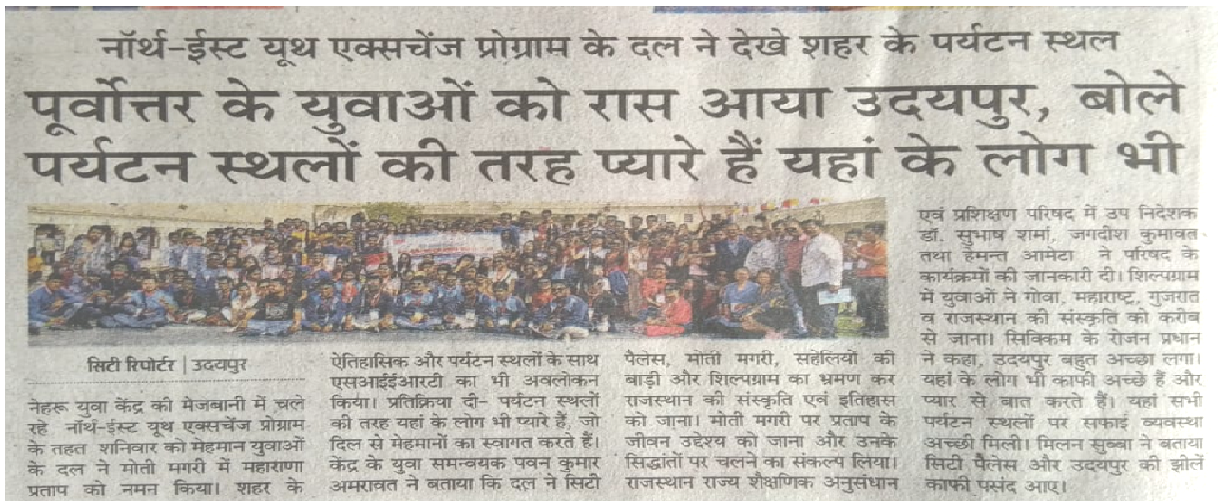 नॉर्थ-ईस्ट यूथ एक्सचेंज प्रोग्राम के दल ने देखे शहर के पर्यटन स्थल
पूर्वोत्तर के युवाओं को रास आया उदयपुर, बोले
पर्यटन स्थलों की तरह प्यारे हैं यहां के लोग भी
सिटी रिपोर्टर | उदयपुर
नेहरू युवा केंद्र की मेजबानी में चले
रहे नॉर्थ-ईस्ट यूथ एक्सचेंज प्रोग्राम
के तहत शनिवार को मेहमान युवाओं
के दल ने मोती मगरी में महाराणा
प्रताप को नमन किया। शहर के
ऐतिहासिक और पर्यटन स्थलों के साथ
एसआईईआरटी का भी अवलोकन
किया। प्रतिक्रिया दी- पर्यटन स्थलों
की तरह यहां के लोग भी प्यारे हैं, जो
दिल से मेहमानों का स्वागत करते हैं।
केंद्र के युवा समन्वयक पवन कुमार
अमरावत ने बताया कि दल ने सिटी
पैलेस, मोती मगरी, सहेलियों की
बाड़ी और शिल्पग्राम का भ्रमण कर
राजस्थान की संस्कृति एवं इतिहास
को जाना। मोती मगरी पर प्रताप के
जीवन उद्देश्य को जाना और उनके
सिद्धांतों पर चलने का संकल्प लिया।
राजस्थान राज्य शैक्षणिक अनुसंधान
एवं प्रशिक्षण परिषद में उप निदेशक
डॉ. सुभाष शर्मा, जगदीश कुमावत
तथा हेमन्त आमेटा ने परिषद के
कार्यक्रमों की जानकारी दी। शिल्पग्राम
में युवाओं ने गोवा, महाराष्ट, गुजरात
व राजस्थान की संस्कृति को करीब
से जाना। सिक्किम के रोजन प्रधान
ने कहा, उदयपुर बहुत अच्छा लगा।
यहां के लोग भी काफी अच्छे हैं और
प्यार से बात करते हैं। यहां सभी
पर्यटन स्थलों पर सफाई व्यवस्था
अच्छी मिली। मिलन सुब्बा ने बताया
सिटी पैलेस और उदयपुर की झीलें
काफी पसंद आए।